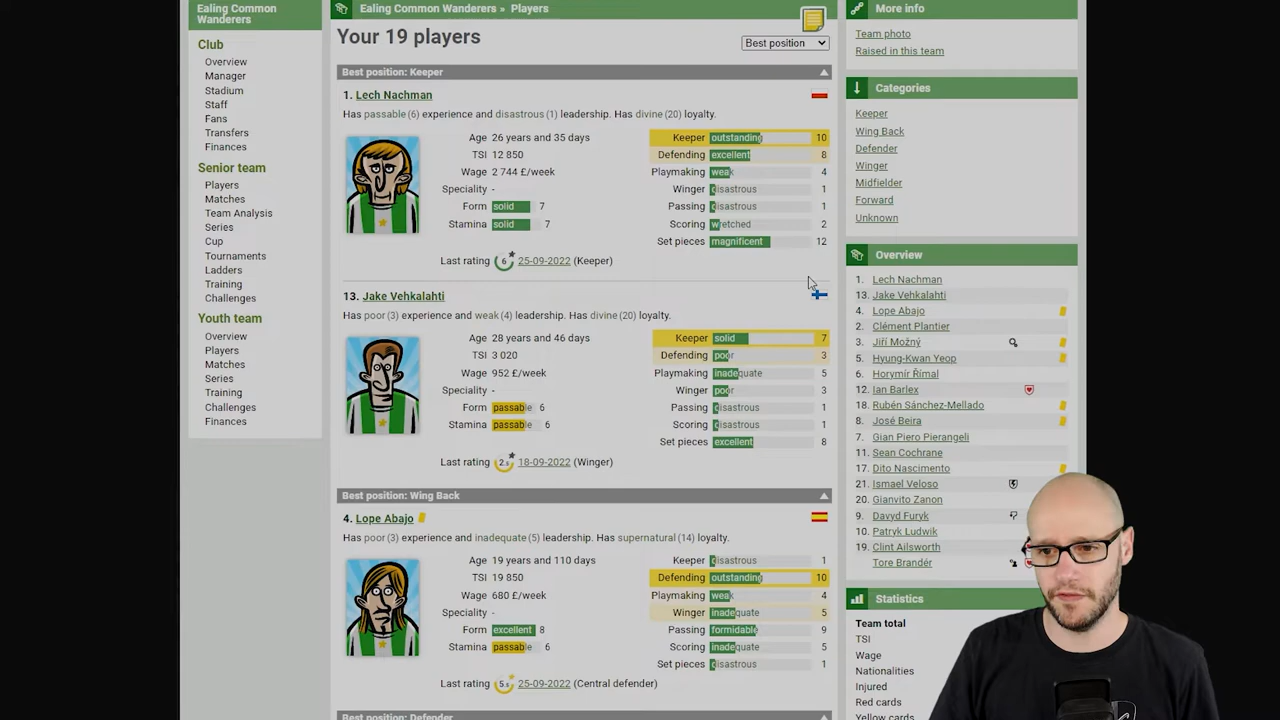 Ealing Common
Wanderers
Club
Overview
Manager
Stadium
Staff
Fans
Transfers
Finances
Senior team
Players
Matches
Team Analysis
Series
Cup
Tournaments
Ladders
Training
Challenges
Youth team
Overview
Players
Matches
Series
Training
Challenges
Finances
Ealing Common Wanderers » Players
Your 19 players
Best position
Best position: Keeper
1. Lech Nachman
Has passable (6) experience and disastrous (1) leadership. Has divine (20) loyalty.
Age 26 years and 35 days
TSI 12 850
Wage 2 744 £/week
Speciality -
Form solid 7
Stamina solid 7
Keeper outstanding 10
Defending excellent 8
Playmaking weak 4
Winger disastrous 1
Passing disastrous 1
Scoring wretched 2
Set pieces magnificent 12
Last rating 6 25-09-2022 (Keeper)
13. Jake Vehkalahti
Has poor (3) experience and weak (4) leadership. Has divine (20) loyalty.
Age 28 years and 46 days
TSI 3 020
Wage 952 £/week
Speciality -
Form passable 6
Stamina passable 6
Keeper solid 7
Defending poor 3
Playmaking inadequate 5
Winger poor 3
Passing disastrous 1
Scoring disastrous 1
Set pieces excellent 8
Last rating 2.5 18-09-2022 (Winger)
Best position: Wing Back
4. Lope Abajo
Has poor (3) experience and inadequate (5) leadership. Has supernatural (14) loyalty.
Age 19 years and 110 days
TSI 19 850
Wage 680 £/week
Speciality -
Form excellent 8
Stamina passable 6
Keeper disastrous 1
Defending outstanding 10
Playmaking weak 4
Winger inadequate 5
Passing formidable 9
Scoring inadequate 5
Set pieces disastrous 1
Last rating 5.5 25-09-2022 (Central defender)
Best position: Defender
More info
Team photo
Raised in this team
Categories
Keeper
Wing Back
Defender
Winger
Midfielder
Forward
Unknown
Overview
1. Lech Nachman
13. Jake Vehkalahti
4. Lope Abajo
2. Clément Plantier
3. Jiří Možný
5. Hyung-Kwan Yeop
6. Horymír Římal
12. Ian Barlex
18. Rubén Sánchez-Mellado
8. José Beira
7. Gian Piero Pierangeli
11. Sean Cochrane
17. Dito Nascimento
21. Ismael Veloso
20. Gianvito Zanon
9. Davyd Furyk
10. Patryk Ludwik
19. Clint Ailsworth
Tore Brandér
Statistics
Team total
TSI
Wage
Nationalities
Injured
Red cards
Yellow cards